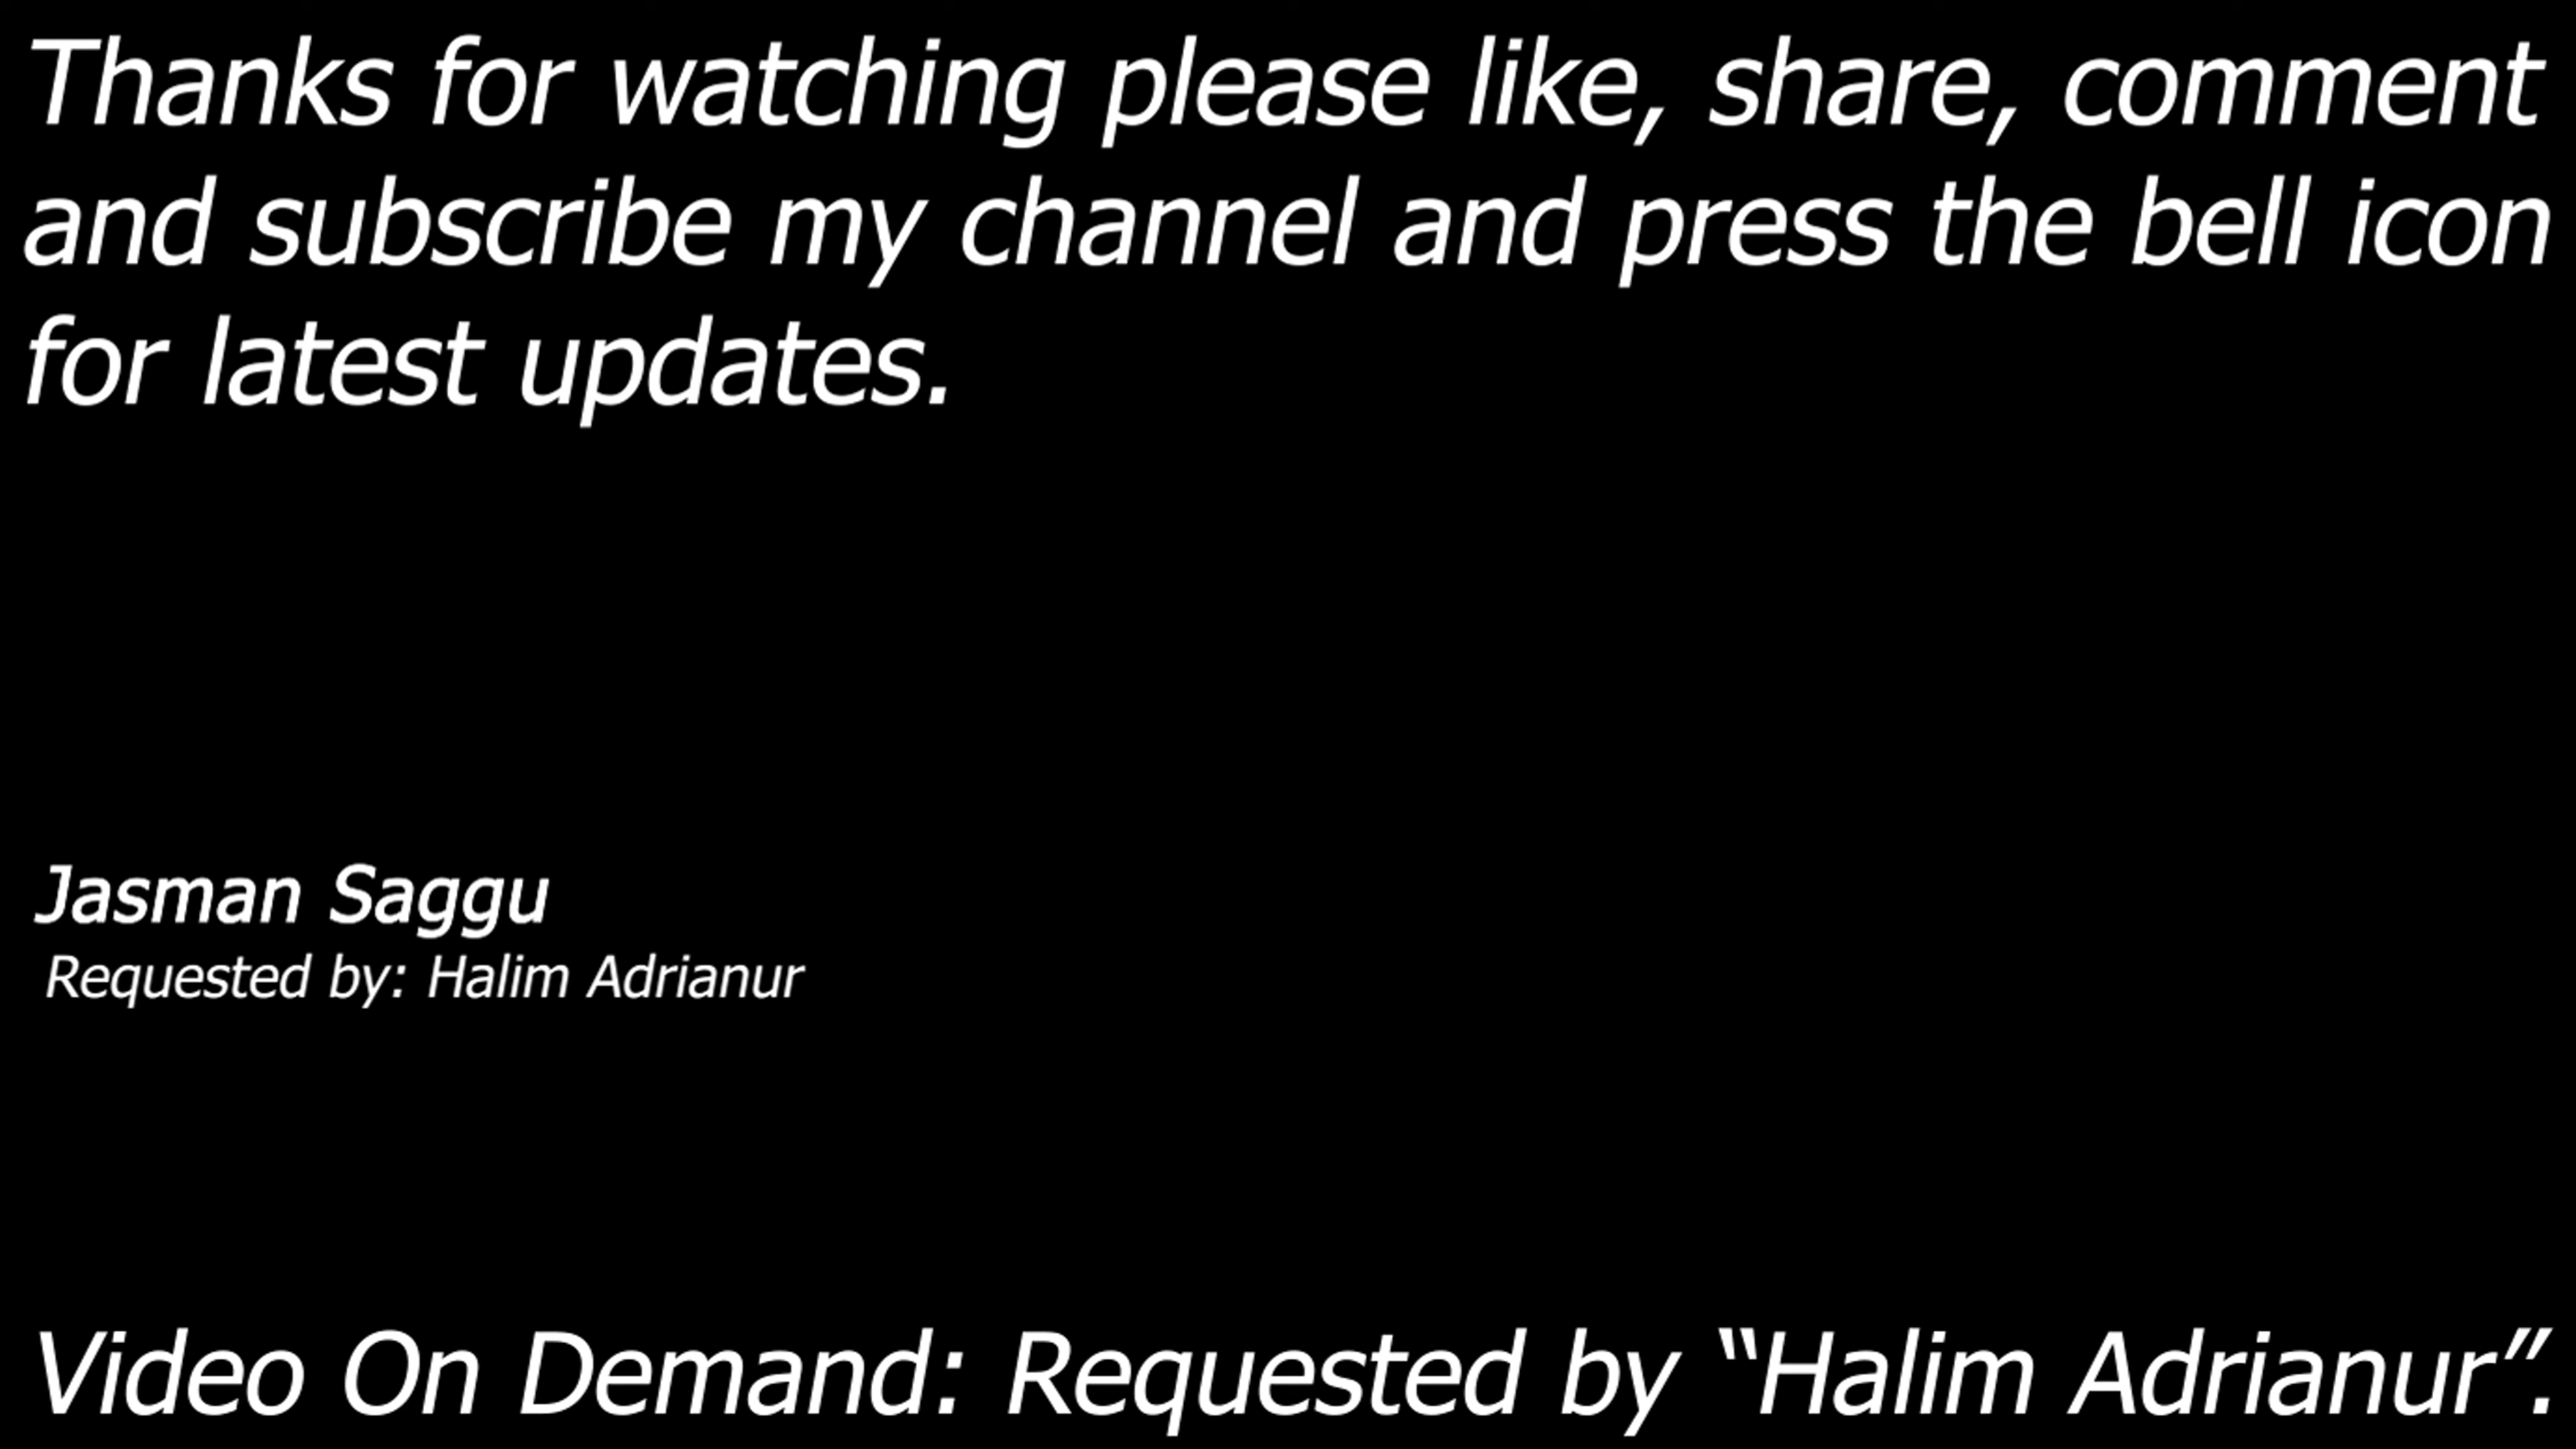 Thanks for watching please like, share, comment
and subscribe my channel and press the bell icon
for latest updates.
Jasman Saggu
Requested by: Halim Adrianur
Video On Demand: Requested by “Halim Adrianur”.